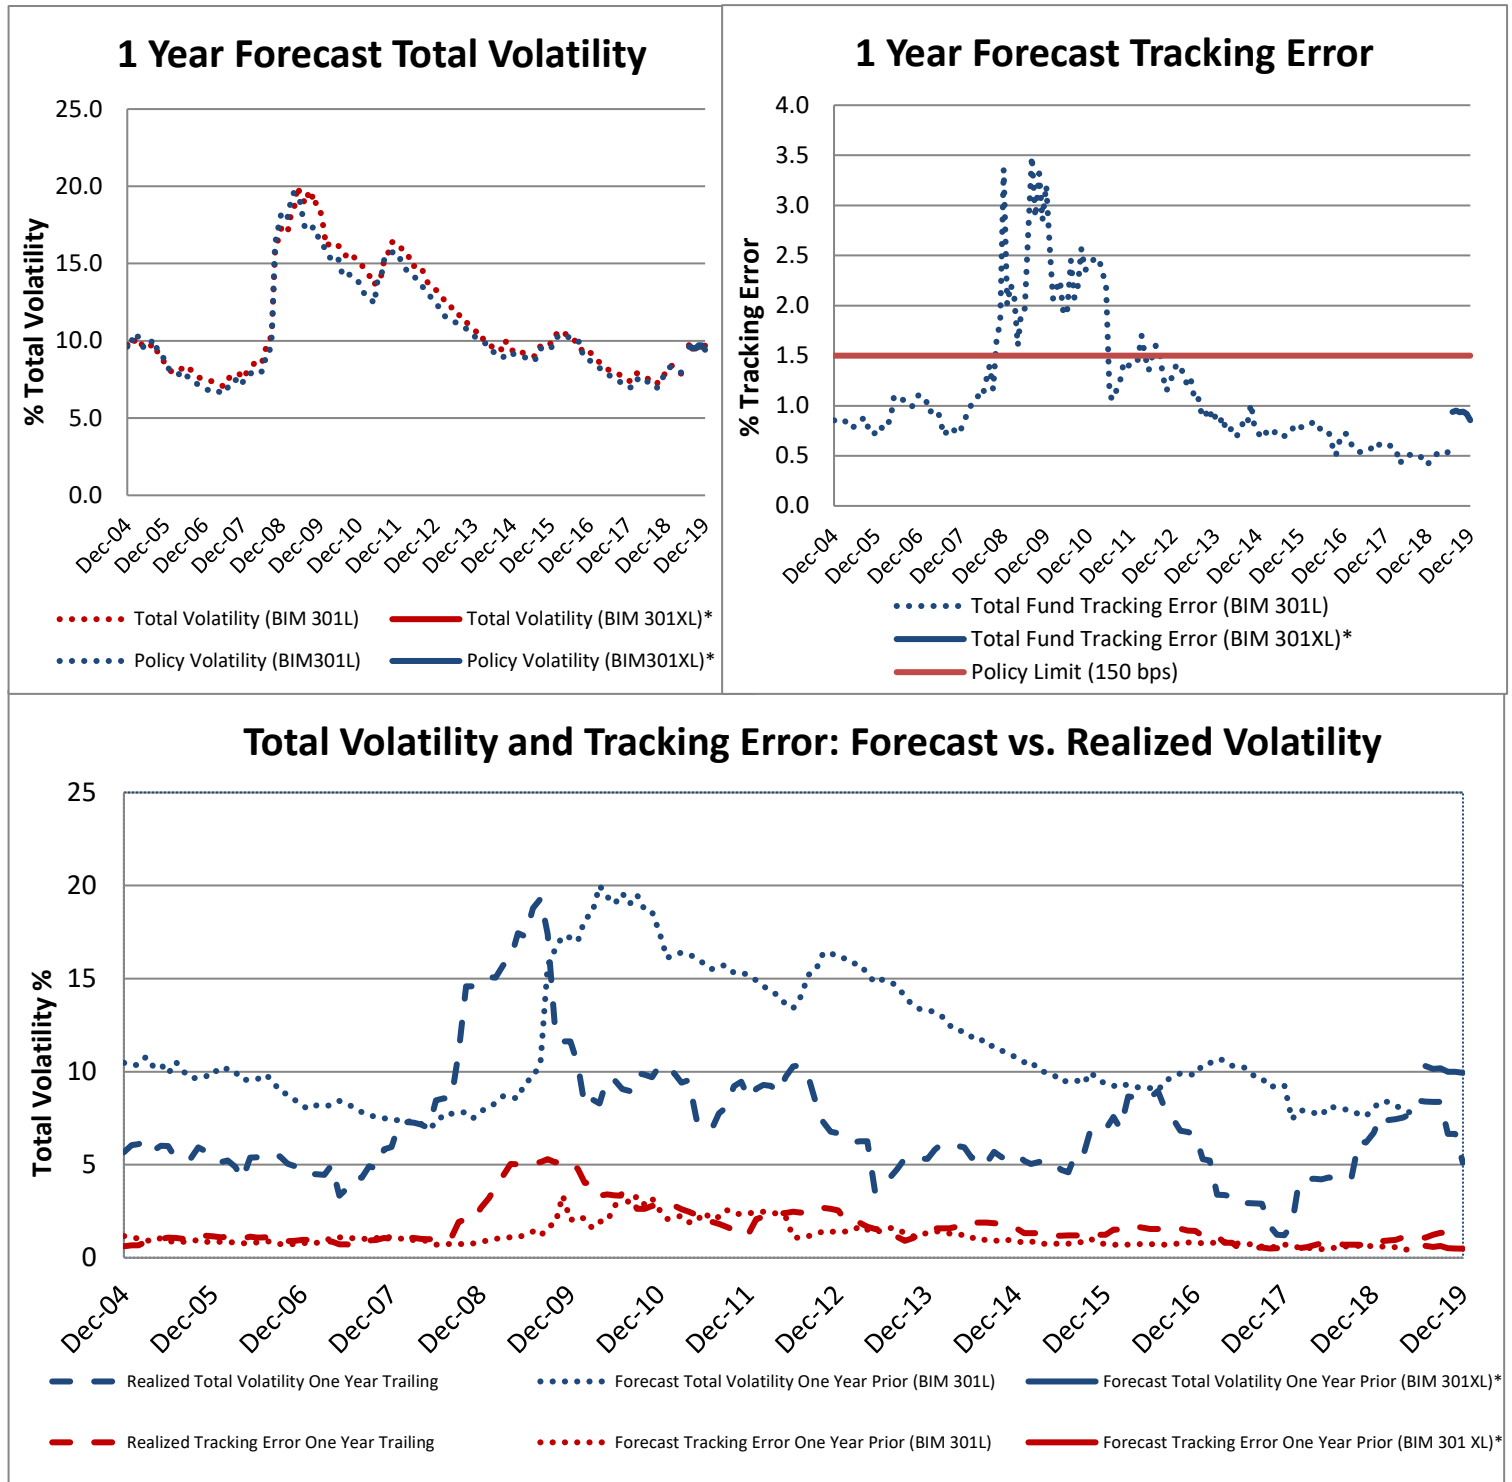 1 Year Forecast Total Volatility
25.0
20.0
15.0
10.0
5.0
0.0
% Total Volatility
Dec-04
Dec-05
Dec-06
Dec-07
Dec-08
Dec-09
Dec-10
Dec-11
Dec-12
Dec-13
Dec-14
Dec-15
Dec-16
Dec-17
Dec-18
Dec-19
Total Volatility (BIM 301L)
Total Volatility (BIM 301XL)*
Policy Volatility (BIM301L)
Policy Volatility (BIM301XL)*
1 Year Forecast Tracking Error
4.0
3.5
3.0
2.5
2.0
1.5
1.0
0.5
0.0
% Tracking Error
Dec-04
Dec-05
Dec-06
Dec-07
Dec-08
Dec-09
Dec-10
Dec-11
Dec-12
Dec-13
Dec-14
Dec-15
Dec-16
Dec-17
Dec-18
Dec-19
Total Fund Tracking Error (BIM 301L)
Total Fund Tracking Error (BIM 301XL)*
Policy Limit (150 bps)
Total Volatility and Tracking Error: Forecast vs. Realized Volatility
25
20
15
10
5
0
Total Volatility %
Dec-04
Dec-05
Dec-06
Dec-07
Dec-08
Dec-09
Dec-10
Dec-11
Dec-12
Dec-13
Dec-14
Dec-15
Dec-16
Dec-17
Dec-18
Dec-19
Realized Total Volatility One Year Trailing
Forecast Total Volatility One Year Prior (BIM 301L)
Forecast Total Volatility One Year Prior (BIM 301XL)*
Realized Tracking Error One Year Trailing
Forecast Tracking Error One Year Prior (BIM 301L)
Forecast Tracking Error One Year Prior (BIM 301 XL)*